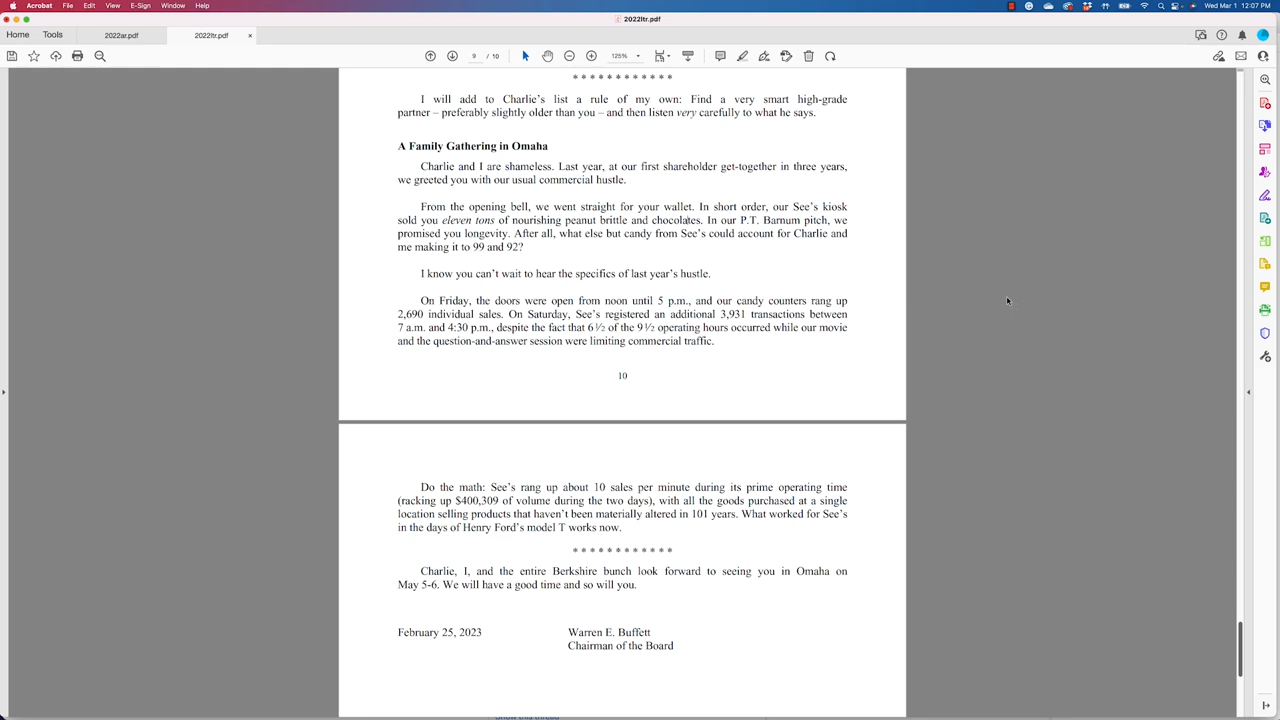 Acrobat File Edit View E-Sign Window Help Wed Mar 1 12:07 PM
2022ltr.pdf
Home Tools 2022ar.pdf 2022ltr.pdf ×
9 / 10 125%
* * * * * * * * * * * *
I will add to Charlie’s list a rule of my own: Find a very smart high-grade
partner – preferably slightly older than you – and then listen very carefully to what he says.
A Family Gathering in Omaha
Charlie and I are shameless. Last year, at our first shareholder get-together in three years,
we greeted you with our usual commercial hustle.
From the opening bell, we went straight for your wallet. In short order, our See’s kiosk
sold you eleven tons of nourishing peanut brittle and chocolates. In our P.T. Barnum pitch, we
promised you longevity. After all, what else but candy from See’s could account for Charlie and
me making it to 99 and 92?
I know you can’t wait to hear the specifics of last year’s hustle.
On Friday, the doors were open from noon until 5 p.m., and our candy counters rang up
2,690 individual sales. On Saturday, See’s registered an additional 3,931 transactions between
7 a.m. and 4:30 p.m., despite the fact that 6 ½ of the 9 ½ operating hours occurred while our movie
and the question-and-answer session were limiting commercial traffic.
10
Do the math: See’s rang up about 10 sales per minute during its prime operating time
(racking up $400,309 of volume during the two days), with all the goods purchased at a single
location selling products that haven’t been materially altered in 101 years. What worked for See’s
in the days of Henry Ford’s model T works now.
* * * * * * * * * * * *
Charlie, I, and the entire Berkshire bunch look forward to seeing you in Omaha on
May 5-6. We will have a good time and so will you.
February 25, 2023 Warren E. Buffett
Chairman of the Board